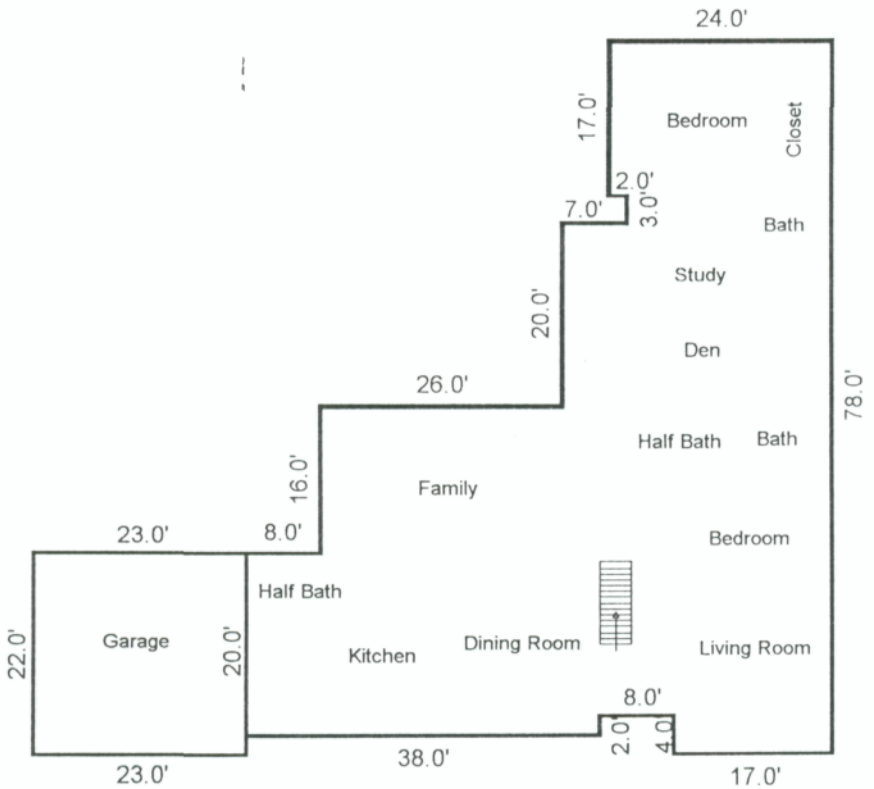 24.0'
17.0'
Bedroom
Closet
2.0'
7.0'
3.0'
Bath
Study
20.0'
Den
26.0'
78.0'
Half Bath
Bath
16.0'
Family
23.0'
8.0'
Bedroom
Half Bath
22.0'
Garage
20.0'
Kitchen
Dining Room
Living Room
8.0'
2.0'
4.0'
38.0'
23.0'
17.0'